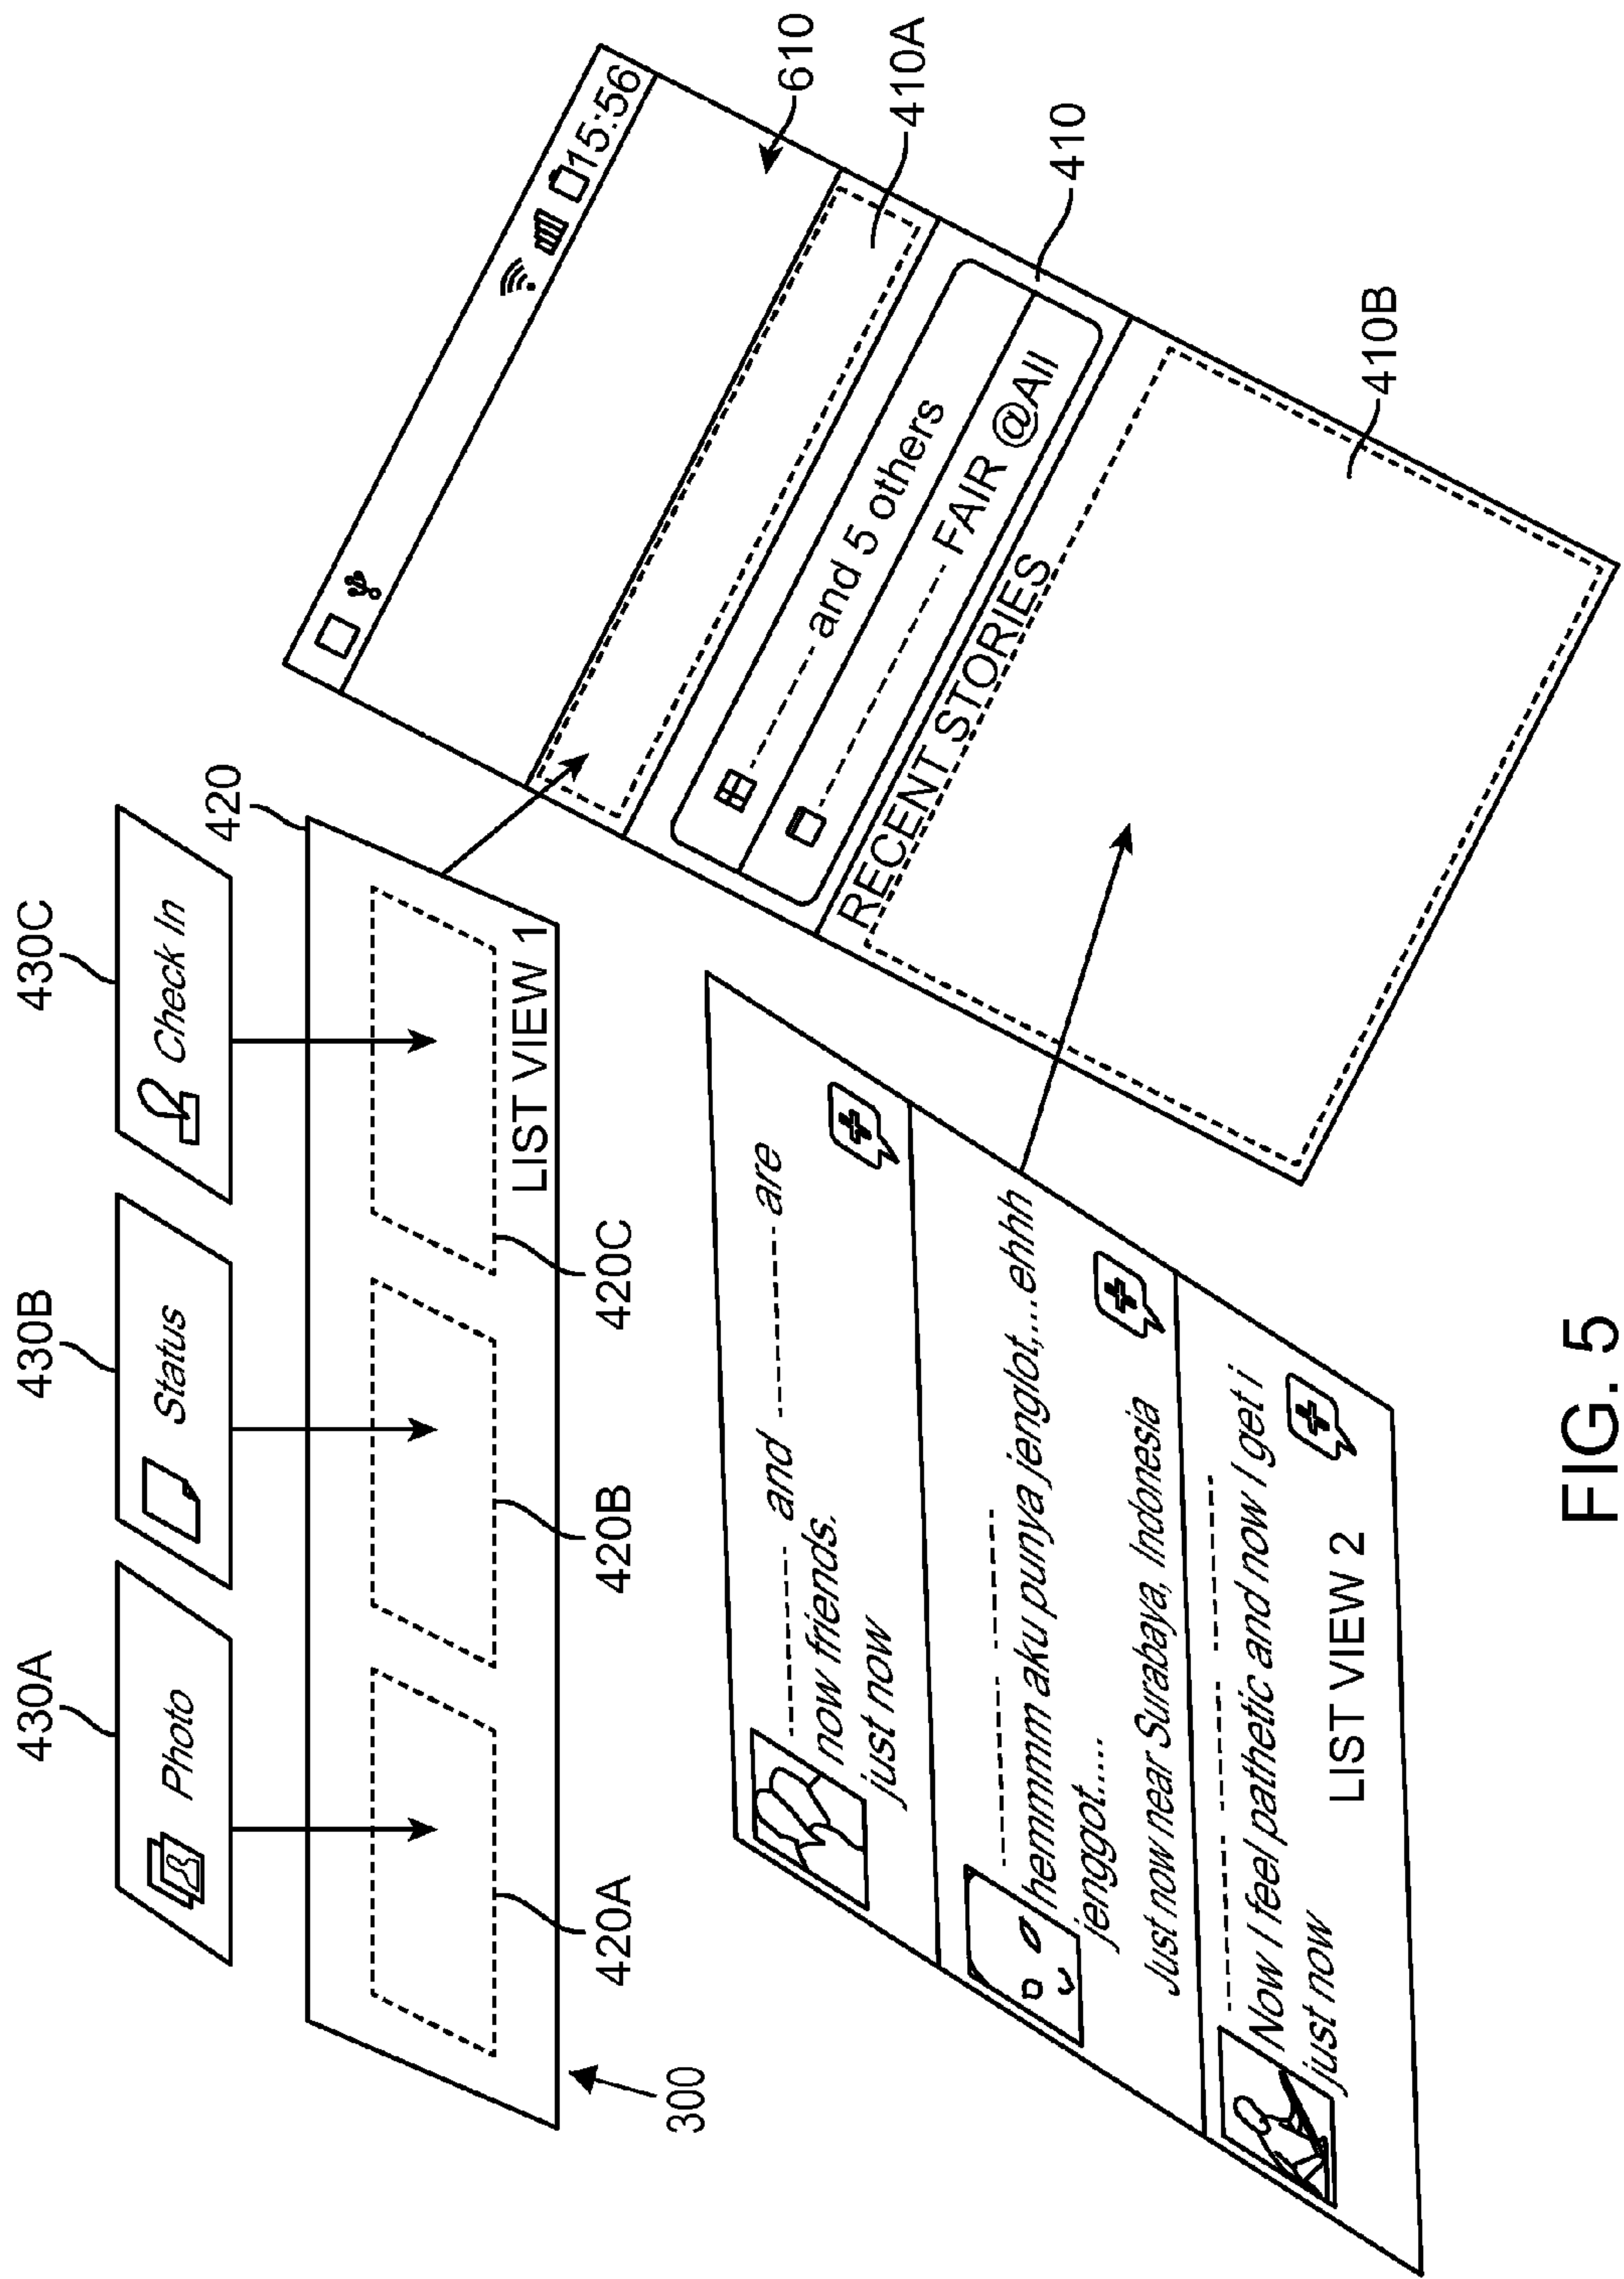 430A
430B
430C
Photo
Status
Check In
420
LIST VIEW 1
420A
420B
420C
300
and
are
now friends.
just now
hemmmm aku punya jenglot,...ehhh
jenggot....
Just now near Surabaya, Indonesia
Now I feel pathetic and now I get i
just now
LIST VIEW 2
15:56
610
410A
and 5 others
FAIR @All
410
RECENT STORIES
410B
FIG. 5